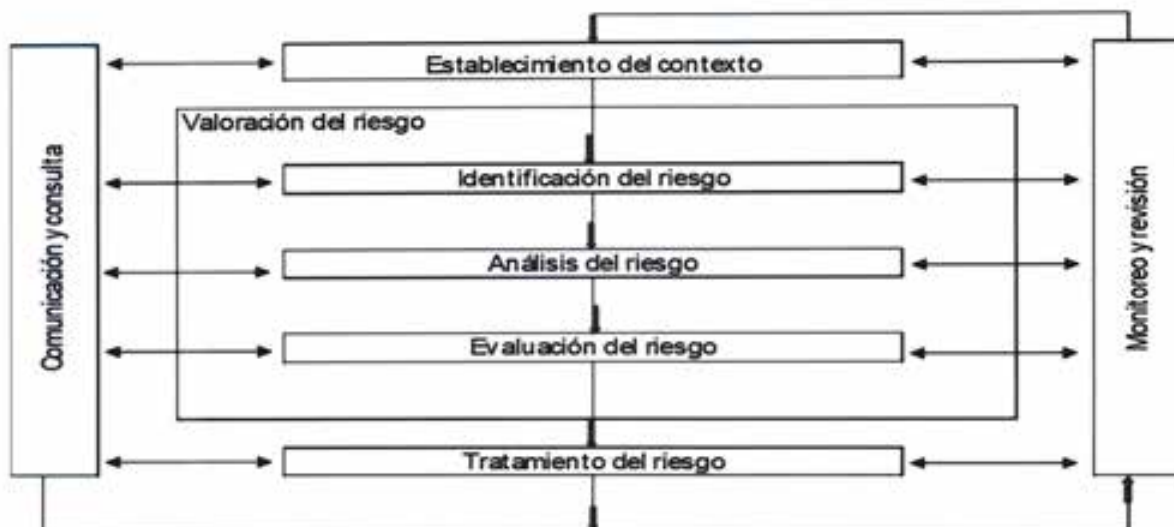 Establecimiento del contexto
Valoración del riesgo
Identificación del riesgo
Análisis del riesgo
Evaluación del riesgo
Tratamiento del riesgo
Comunicación y consulta
Monitoreo y revisión